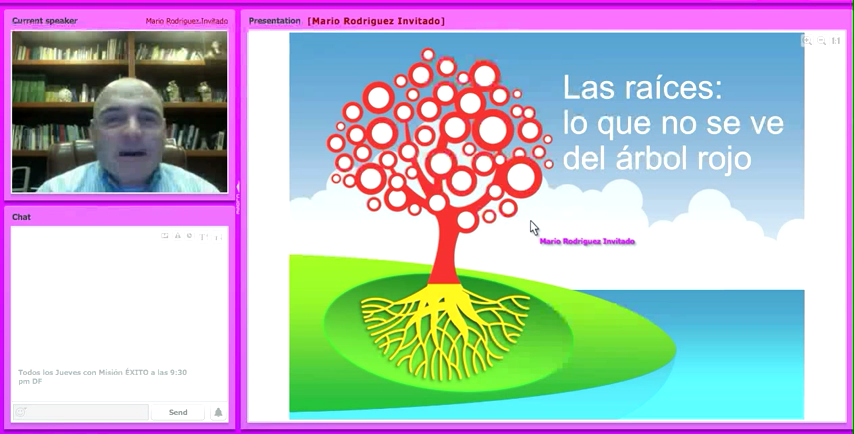 Current speaker
Mario Rodriguez Invitado
Presentation [Mario Rodriguez Invitado]
Las raíces:
lo que no se ve
del árbol rojo
Mario Rodriguez Invitado
Chat
Todos los Jueves con Misión ÉXITO a las 9:30
pm DF
Send